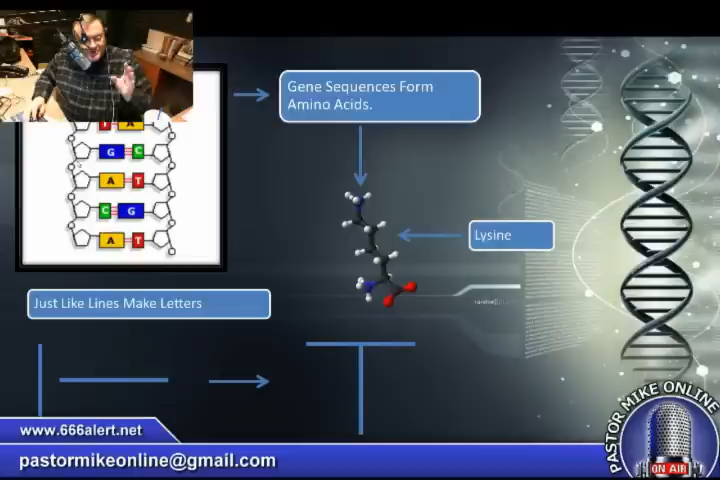 Gene Sequences Form
Amino Acids.
T A
G C
A T
C G
A T
Lysine
Just Like Lines Make Letters
www.666alert.net
pastormikeonline@gmail.com
PASTOR MIKE ONLINE
ON AIR